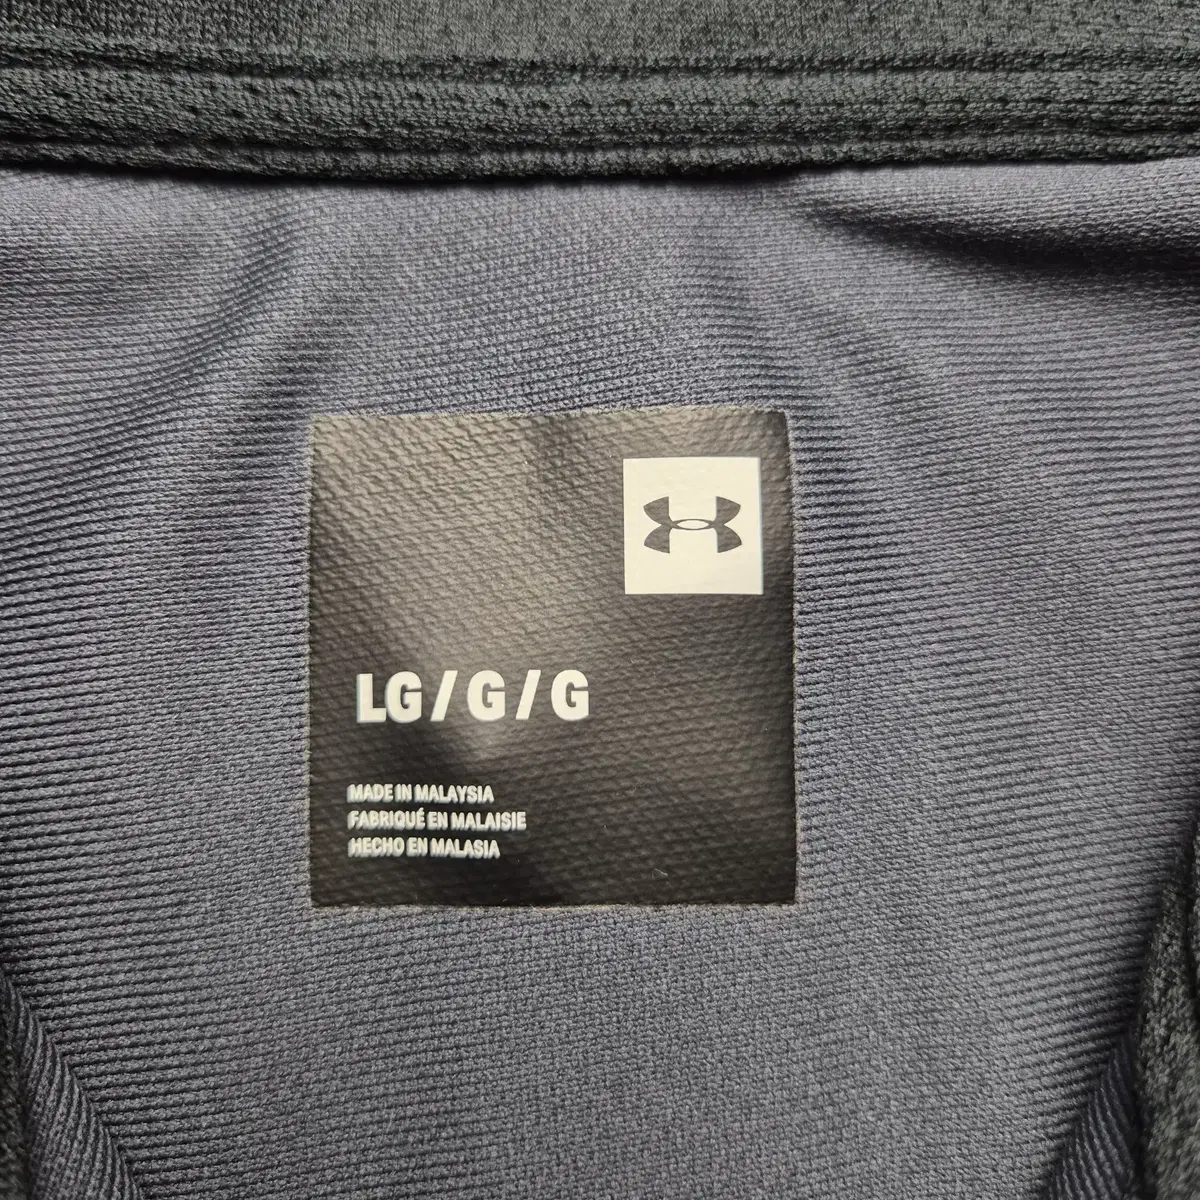 LG/G/G
MADE IN MALAYSIA
FABRIQUÉ EN MALAISIE
HECHO EN MALASIA